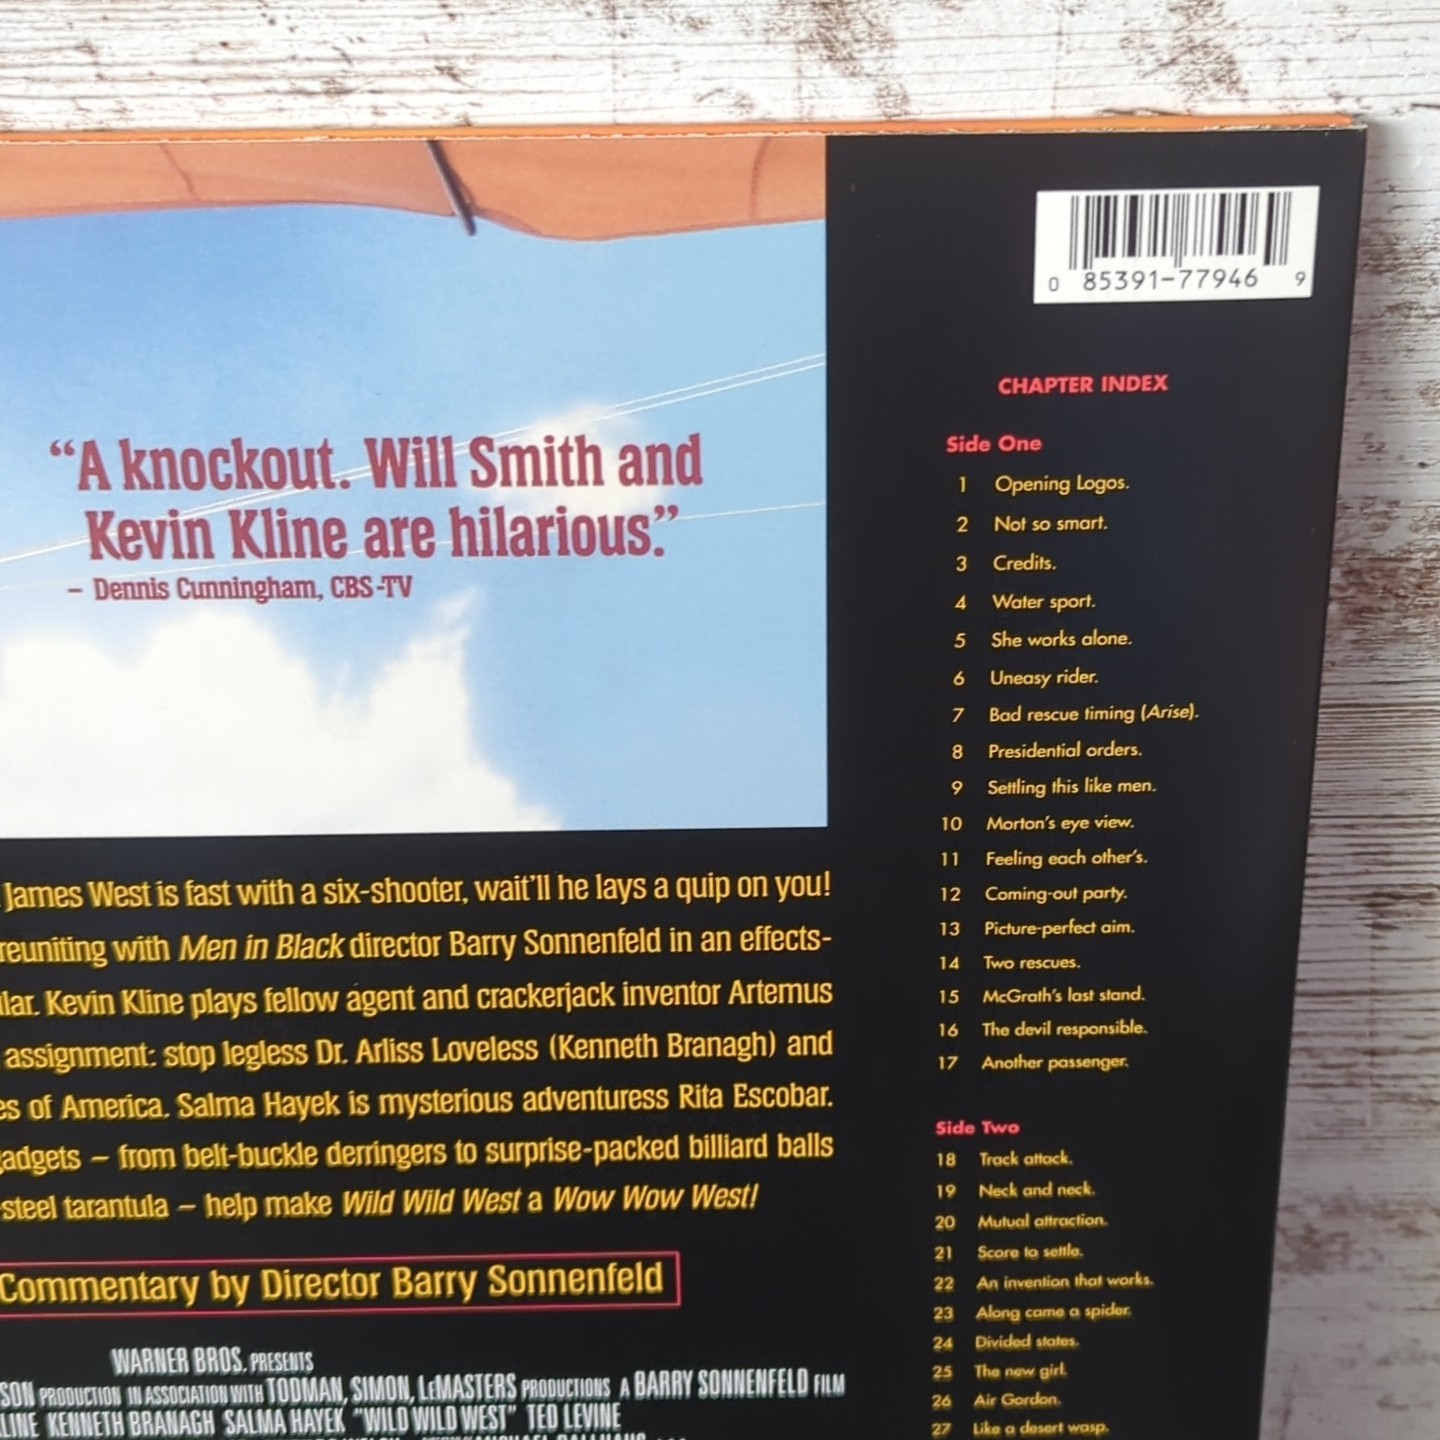 0 85391-77946 9
"A knockout. Will Smith and
Kevin Kline are hilarious."
– Dennis Cunningham, CBS-TV
James West is fast with a six-shooter, wait'll he lays a quip on you!
reuniting with Men in Black director Barry Sonnenfeld in an effects-
lar. Kevin Kline plays fellow agent and crackerjack inventor Artemus
assignment: stop legless Dr. Arliss Loveless (Kenneth Branagh) and
es of America. Salma Hayek is mysterious adventuress Rita Escobar.
gadgets – from belt-buckle derringers to surprise-packed billiard balls
-steel tarantula – help make Wild Wild West a Wow Wow West!
Commentary by Director Barry Sonnenfeld
WARNER BROS. PRESENTS
SON PRODUCTION IN ASSOCIATION WITH TODMAN, SIMON, LeMASTERS PRODUCTIONS A BARRY SONNENFELD FILM
LINE KENNETH BRANAGH SALMA HAYEK "WILD WILD WEST" TED LEVINE
CHAPTER INDEX
Side One
1 Opening Logos.
2 Not so smart.
3 Credits.
4 Water sport.
5 She works alone.
6 Uneasy rider.
7 Bad rescue timing (Arise).
8 Presidential orders.
9 Settling this like men.
10 Morton's eye view.
11 Feeling each other's.
12 Coming-out party.
13 Picture-perfect aim.
14 Two rescues.
15 McGrath's last stand.
16 The devil responsible.
17 Another passenger.
Side Two
18 Track attack.
19 Neck and neck.
20 Mutual attraction.
21 Score to settle.
22 An invention that works.
23 Along came a spider.
24 Divided states.
25 The new girl.
26 Air Gordon.
27 Like a desert wasp.